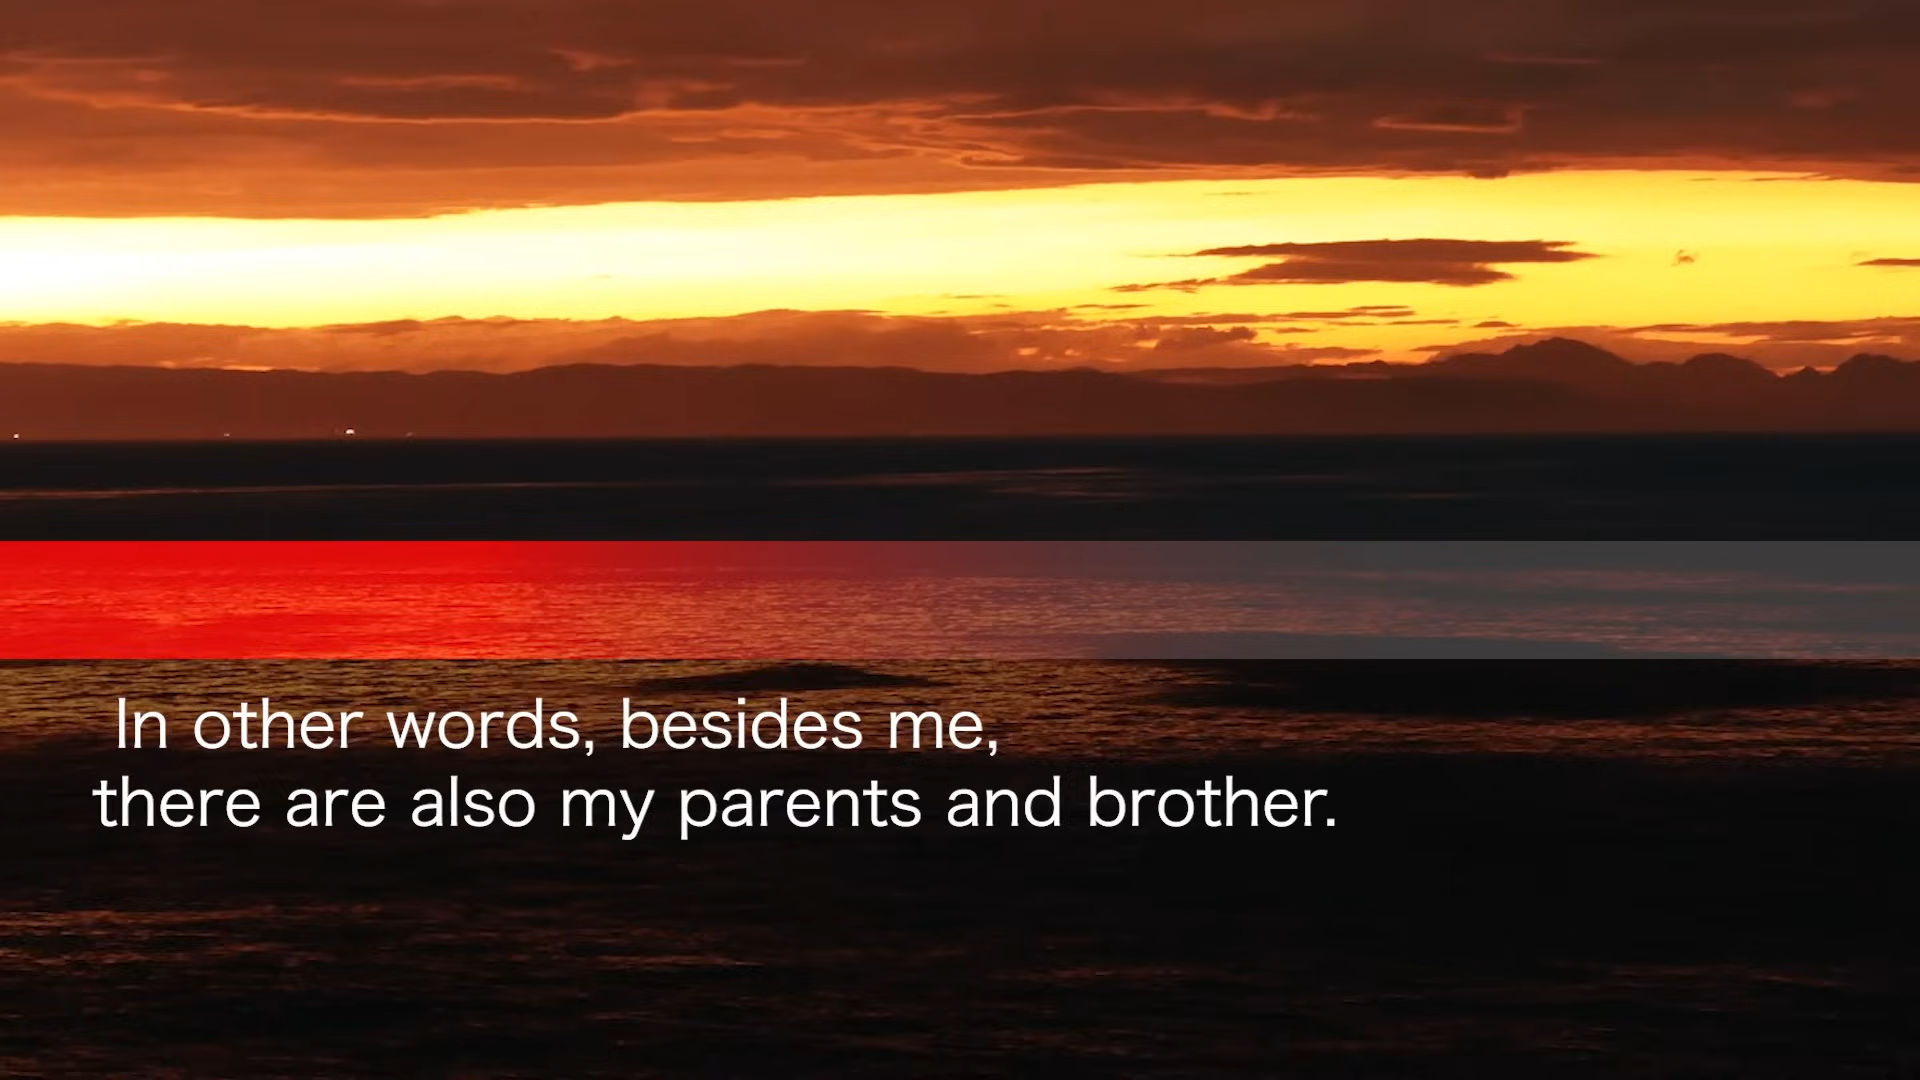 In other words, besides me,
there are also my parents and brother.